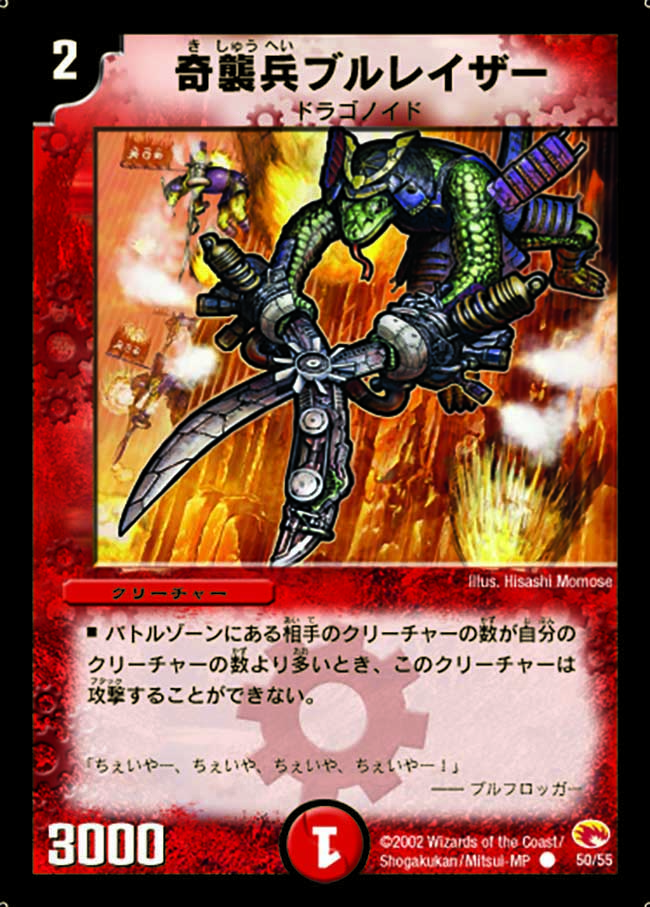 2
き しゅう へい
奇襲兵ブルレイザー
ドラゴノイド
Illus. Hisashi Momose
クリーチャー
■ バトルゾーンにある相手のクリーチャーの数が自分の
クリーチャーの数より多いとき、このクリーチャーは
攻撃することができない。
「ちぇいやー、ちぇいや、ちぇいや、ちぇいやー！」
—— ブルフロッガー
3000
1
©2002 Wizards of the Coast/
Shogakukan/Mitsui-MP
50/55